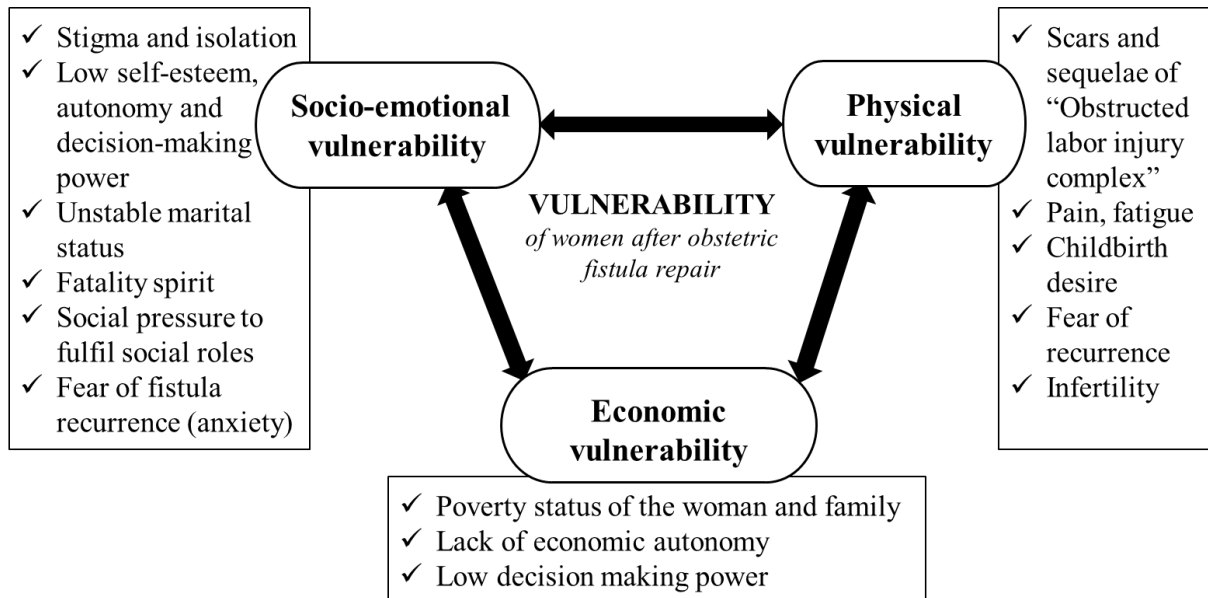 ✓ Stigma and isolation
✓ Low self-esteem,
autonomy and
decision-making
power
✓ Unstable marital
status
✓ Fatality spirit
✓ Social pressure to
fulfil social roles
✓ Fear of fistula
recurrence (anxiety)
Socio-emotional
vulnerability
Physical
vulnerability
✓ Scars and
sequelae of
“Obstructed
labor injury
complex”
✓ Pain, fatigue
✓ Childbirth
desire
✓ Fear of
recurrence
✓ Infertility
VULNERABILITY
of women after obstetric
fistula repair
Economic
vulnerability
✓ Poverty status of the woman and family
✓ Lack of economic autonomy
✓ Low decision making power